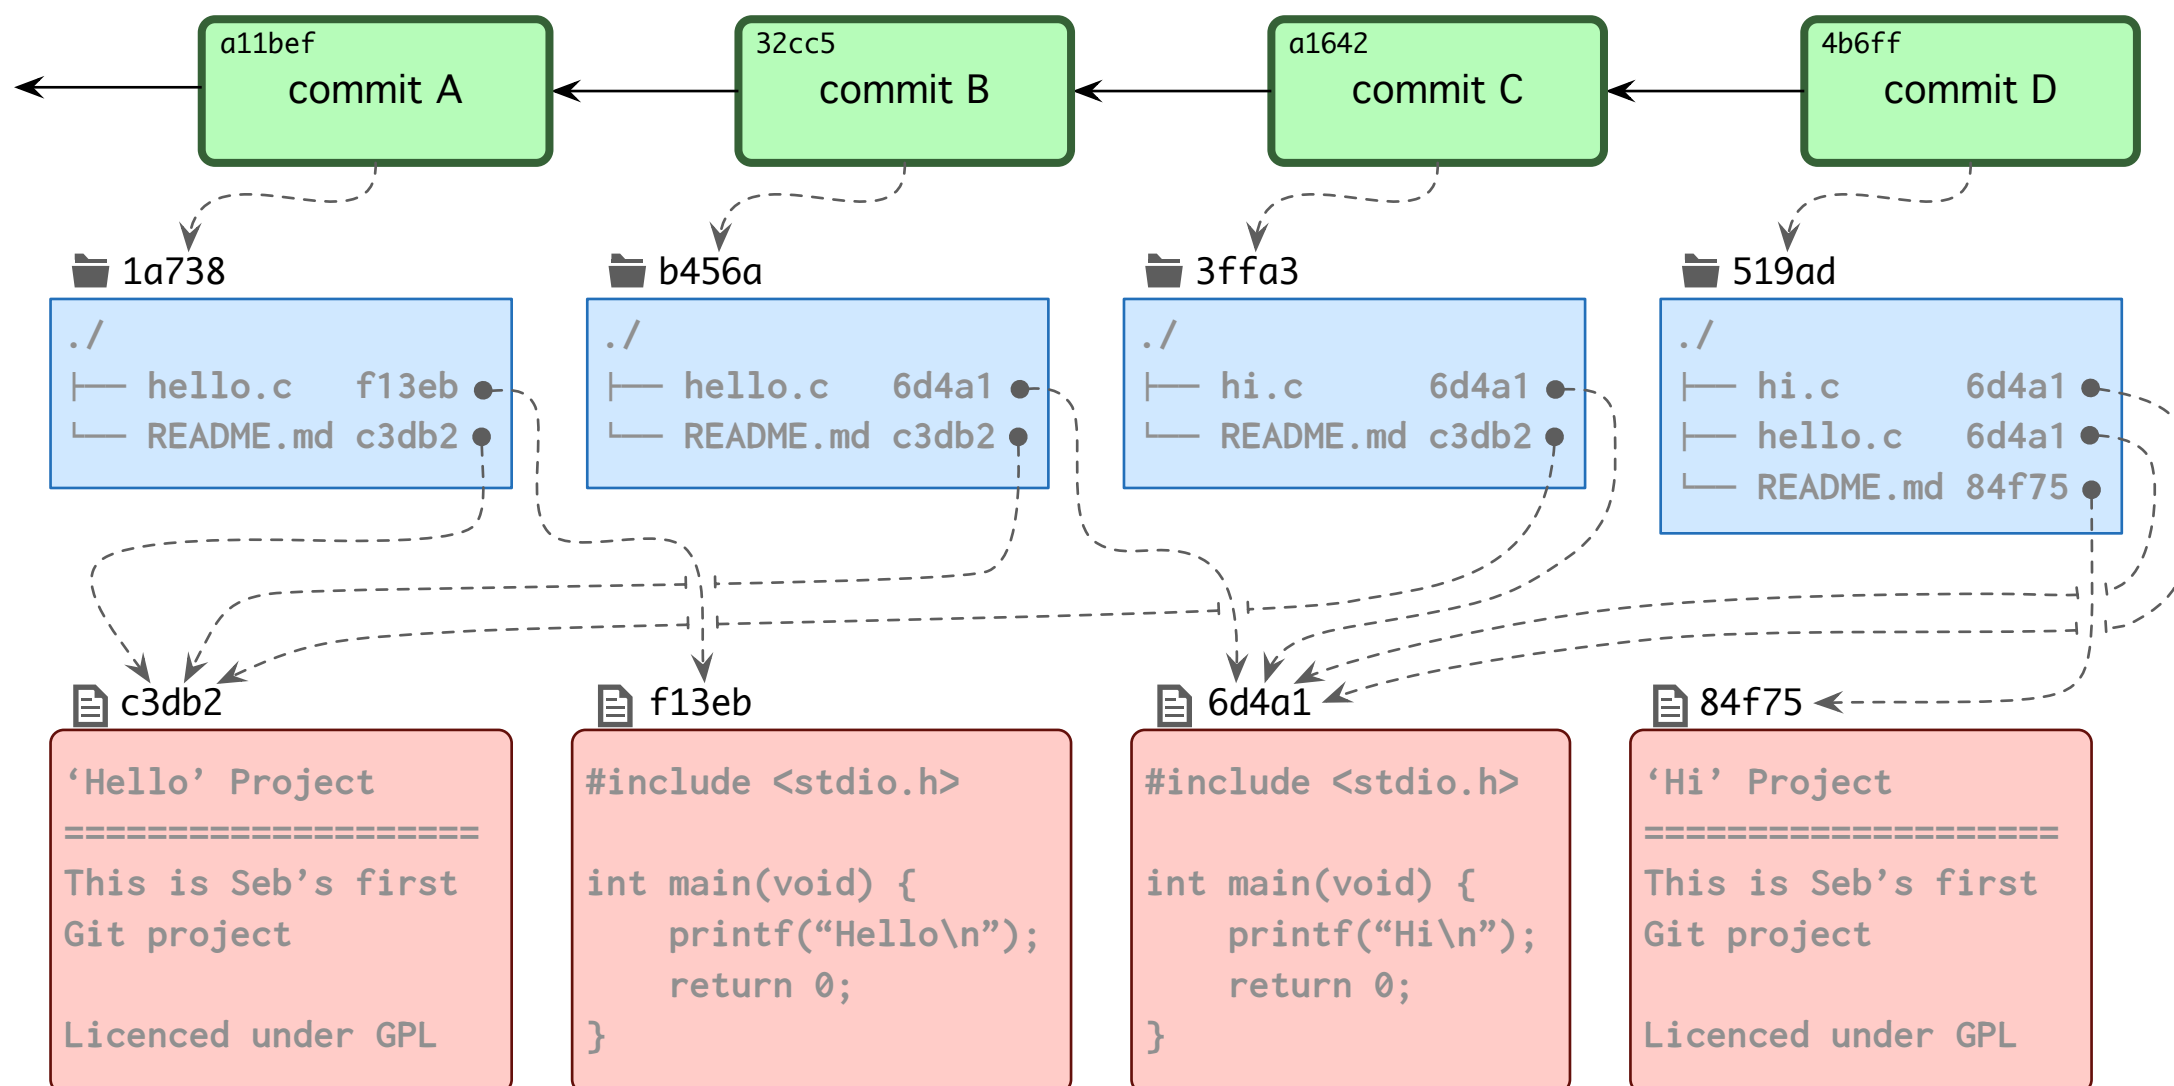 a11bef
commit A
32cc5
commit B
a1642
commit C
4b6ff
commit D
1a738
./
├── hello.c   f13eb
└── README.md c3db2
b456a
./
├── hello.c   6d4a1
└── README.md c3db2
3ffa3
./
├── hi.c      6d4a1
└── README.md c3db2
519ad
./
├── hi.c      6d4a1
├── hello.c   6d4a1
└── README.md 84f75
c3db2
‘Hello’ Project
====================
This is Seb’s first
Git project
Licenced under GPL
f13eb
#include <stdio.h>
int main(void) {
    printf(“Hello\n”);
    return 0;
}
6d4a1
#include <stdio.h>
int main(void) {
    printf(“Hi\n”);
    return 0;
}
84f75
‘Hi’ Project
====================
This is Seb’s first
Git project
Licenced under GPL